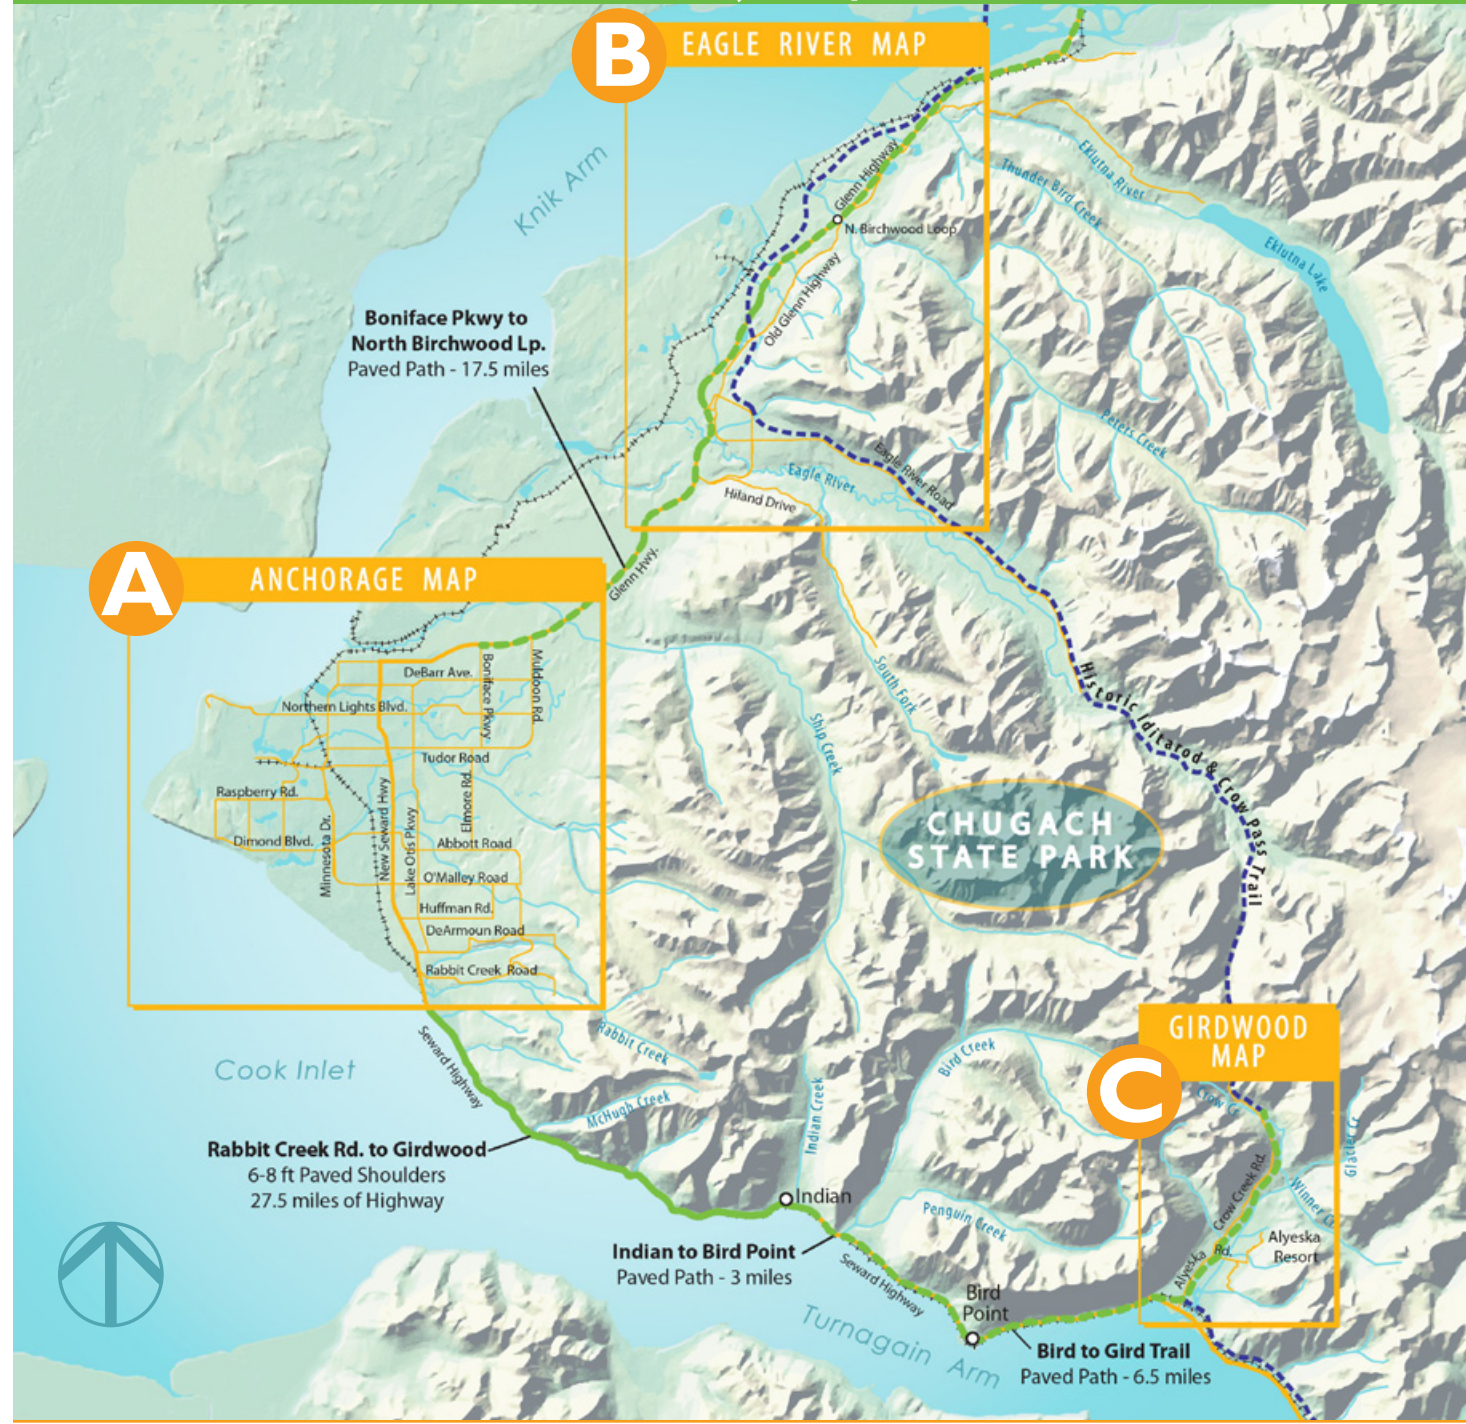 B
EAGLE RIVER MAP
Knik Arm
Glenn Highway
N. Birchwood Loop
Old Glenn Highway
Thunder Bird Creek
Eklutna River
Eklutna Lake
Boniface Pkwy to
North Birchwood Lp.
Paved Path - 17.5 miles
Peters Creek
Eagle River
Eagle River Road
Hiland Drive
Glenn Hwy.
A
ANCHORAGE MAP
DeBarr Ave.
Boniface Pkwy.
Muldoon Rd
Northern Lights Blvd.
Tudor Road
Raspberry Rd.
Elmore Rd.
New Seward Hwy
Lake Otis Pkwy
Minnesota Dr.
Dimond Blvd.
Abbott Road
O'Malley Road
Huffman Rd.
DeArmoun Road
Rabbit Creek Road
South Fork
Ship Creek
Historic Iditarod & Crow Pass Trail
CHUGACH
STATE PARK
Cook Inlet
Seward Highway
Rabbit Creek
McHugh Creek
Indian Creek
Bird Creek
C
GIRDWOOD
MAP
Crow Cr.
Glacier Cr
Winner Cr
Crow Creek Rd.
Alyeska Rd.
Alyeska
Resort
Rabbit Creek Rd. to Girdwood
6-8 ft Paved Shoulders
27.5 miles of Highway
Indian
Penguin Creek
Indian to Bird Point
Paved Path - 3 miles
Seward Highway
Bird
Point
Turnagain Arm
Bird to Gird Trail
Paved Path - 6.5 miles